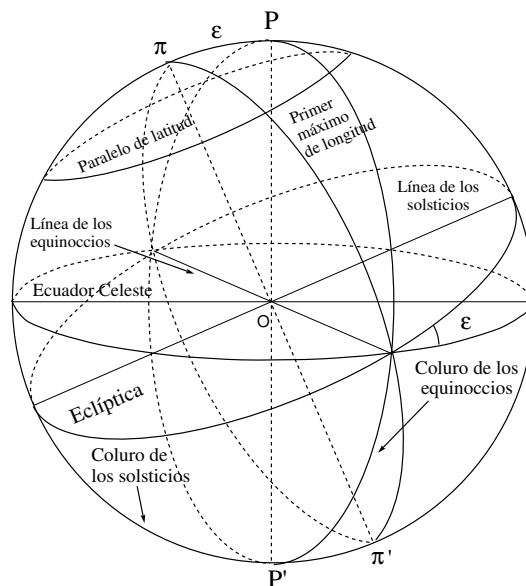 P
π
ε
Primer
máximo
de longitud
Paralelo de latitud
Línea de los
solsticios
Línea de los
equinoccios
Ecuador Celeste
O
ε
Eclíptica
Coluro de los
equinoccios
Coluro de
los solsticios
P'
π'